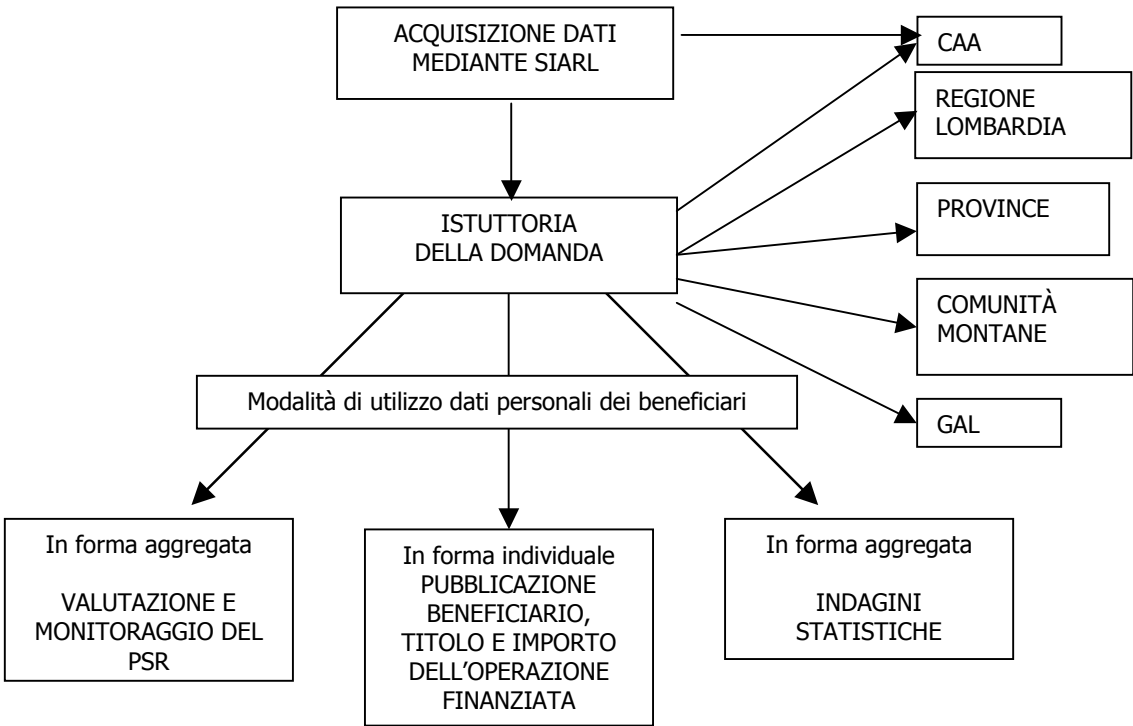 ACQUISIZIONE DATI
MEDIANTE SIARL
CAA
REGIONE
LOMBARDIA
ISTUTTORIA
DELLA DOMANDA
PROVINCE
COMUNITÀ
MONTANE
Modalità di utilizzo dati personali dei beneficiari
GAL
In forma aggregata
VALUTAZIONE E
MONITORAGGIO DEL
PSR
In forma individuale
PUBBLICAZIONE
BENEFICIARIO,
TITOLO E IMPORTO
DELL’OPERAZIONE
FINANZIATA
In forma aggregata
INDAGINI
STATISTICHE